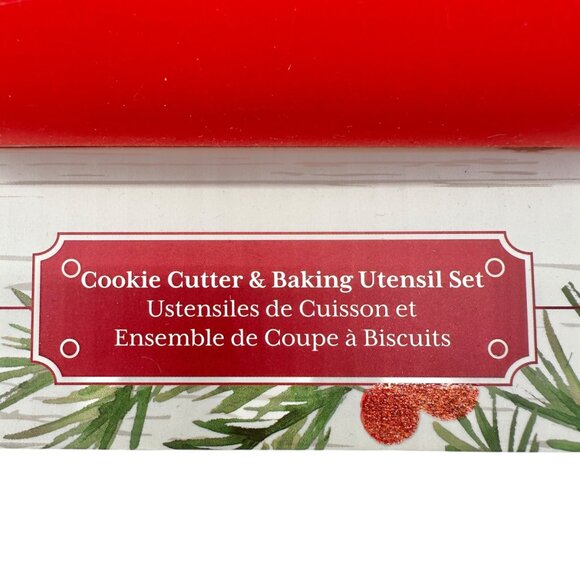 Cookie Cutter & Baking Utensil Set
Ustensiles de Cuisson et
Ensemble de Coupe à Biscuits